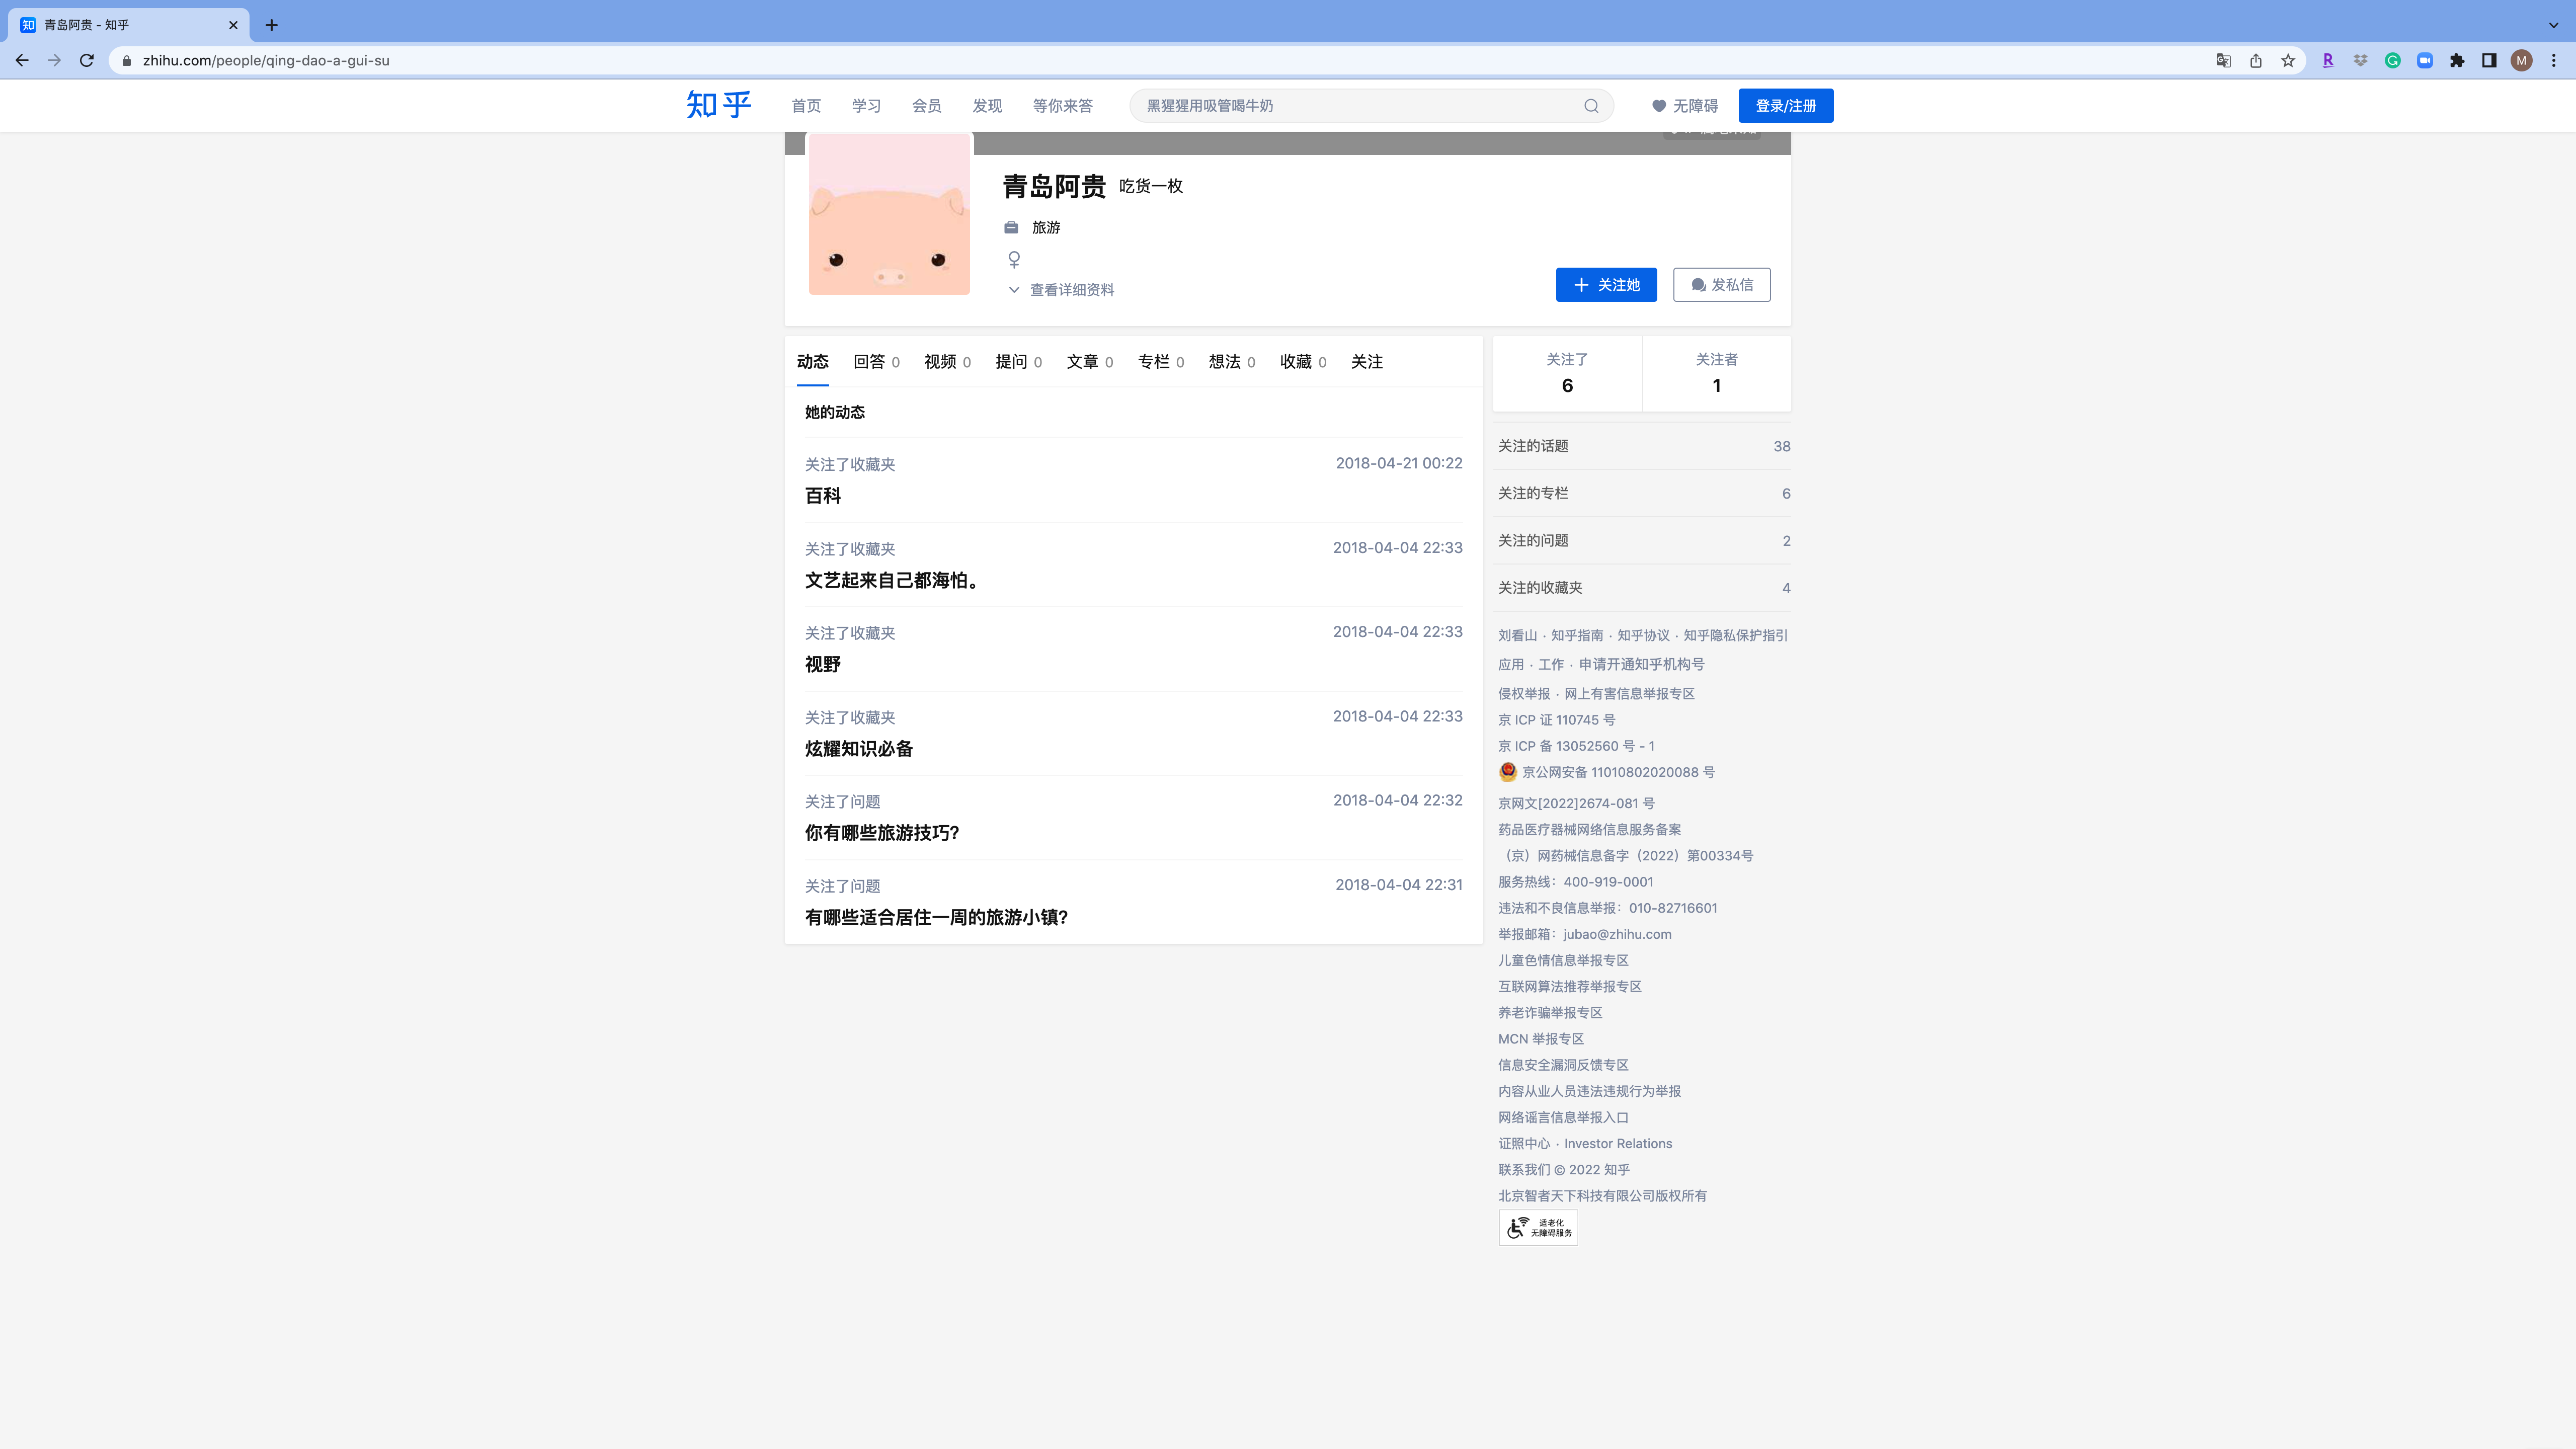 青岛阿贵 - 知乎
zhihu.com/people/qing-dao-a-gui-su
M
知乎
首页
学习
会员
发现
等你来答
黑猩猩用吸管喝牛奶
无障碍
登录/注册
青岛阿贵 吃货一枚
旅游
查看详细资料
关注她
发私信
动态
回答 0
视频 0
提问 0
文章 0
专栏 0
想法 0
收藏 0
关注
她的动态
关注了收藏夹 2018-04-21 00:22
百科
关注了收藏夹 2018-04-04 22:33
文艺起来自己都海怕。
关注了收藏夹 2018-04-04 22:33
视野
关注了收藏夹 2018-04-04 22:33
炫耀知识必备
关注了问题 2018-04-04 22:32
你有哪些旅游技巧?
关注了问题 2018-04-04 22:31
有哪些适合居住一周的旅游小镇?
关注了
6
关注者
1
关注的话题 38
关注的专栏 6
关注的问题 2
关注的收藏夹 4
刘看山 · 知乎指南 · 知乎协议 · 知乎隐私保护指引
应用 · 工作 · 申请开通知乎机构号
侵权举报 · 网上有害信息举报专区
京 ICP 证 110745 号
京 ICP 备 13052560 号 - 1
京公网安备 11010802020088 号
京网文[2022]2674-081 号
药品医疗器械网络信息服务备案
（京）网药械信息备字（2022）第00334号
服务热线：400-919-0001
违法和不良信息举报：010-82716601
举报邮箱：jubao@zhihu.com
儿童色情信息举报专区
互联网算法推荐举报专区
养老诈骗举报专区
MCN 举报专区
信息安全漏洞反馈专区
内容从业人员违法违规行为举报
网络谣言信息举报入口
证照中心 · Investor Relations
联系我们 © 2022 知乎
北京智者天下科技有限公司版权所有
适老化
无障碍服务